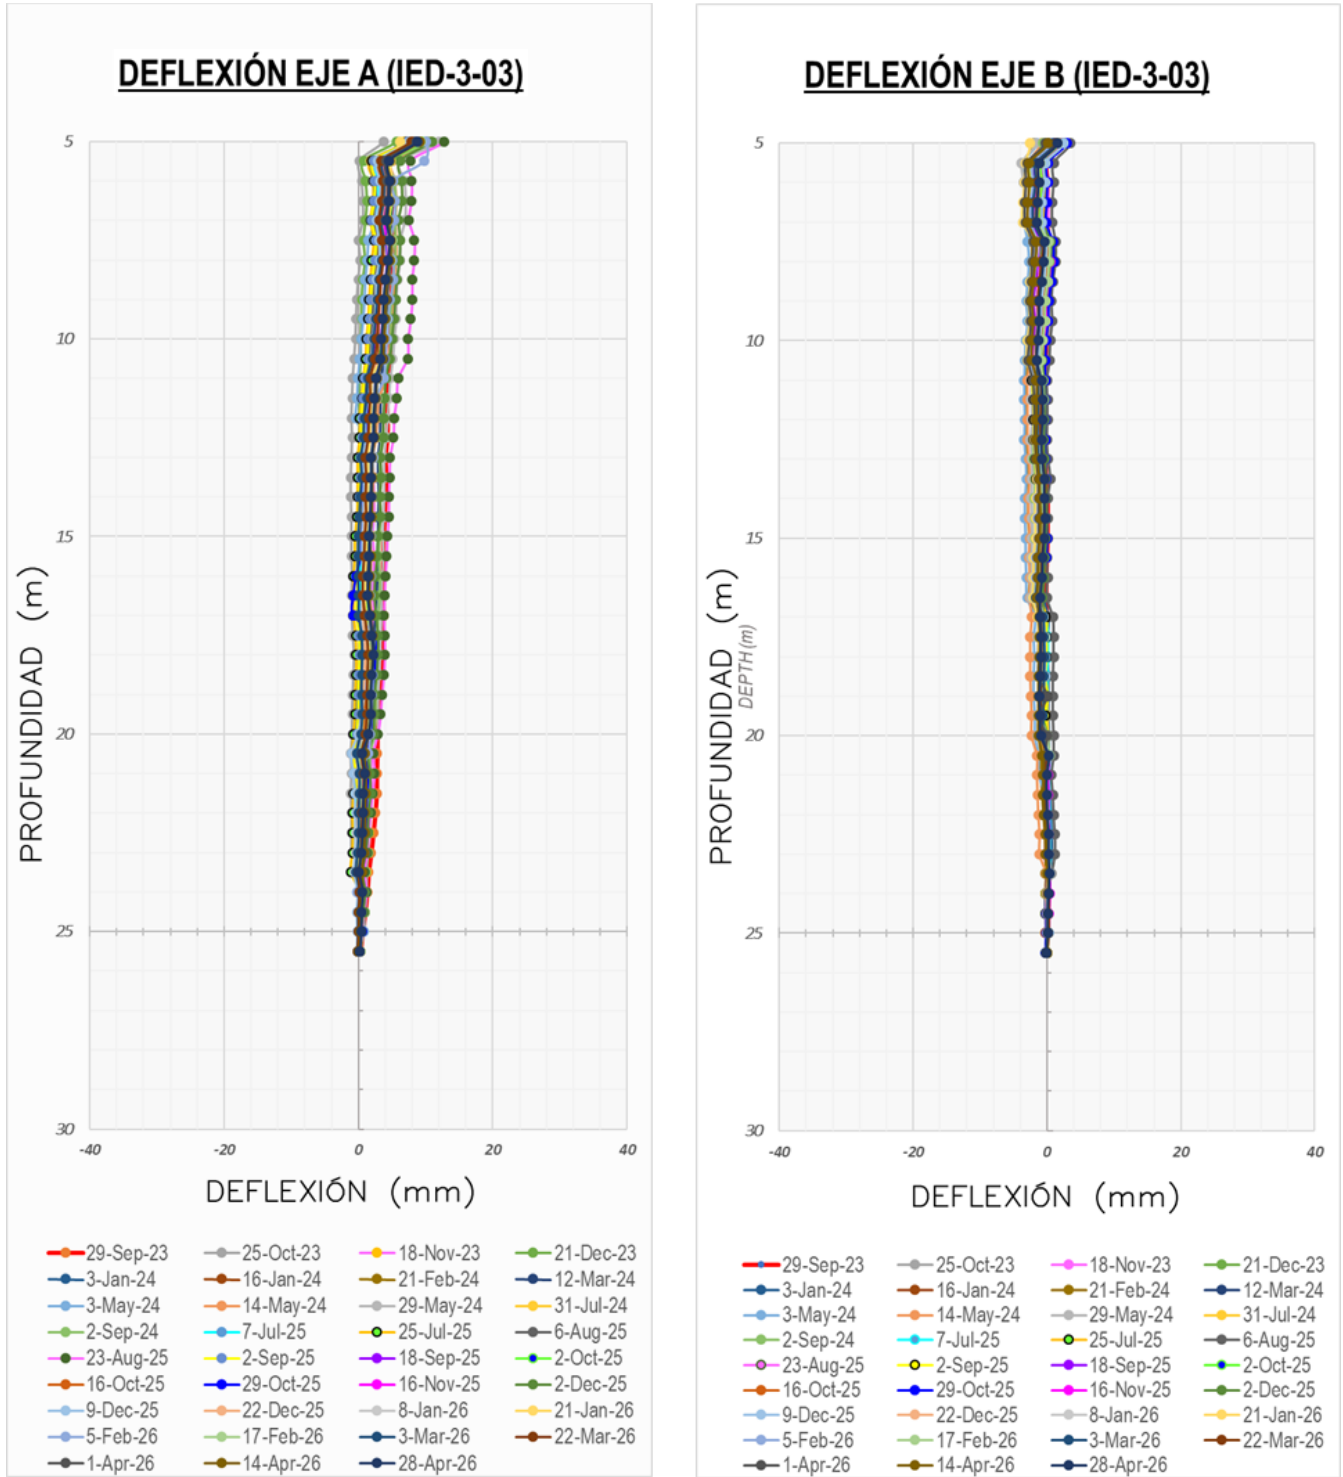 DEFLEXIÓN EJE A (IED-3-03)
5
10
15
20
25
30
PROFUNDIDAD (m)
-40 -20 0 20 40
DEFLEXIÓN (mm)
29-Sep-23 25-Oct-23 18-Nov-23 21-Dec-23
3-Jan-24 16-Jan-24 21-Feb-24 12-Mar-24
3-May-24 14-May-24 29-May-24 31-Jul-24
2-Sep-24 7-Jul-25 25-Jul-25 6-Aug-25
23-Aug-25 2-Sep-25 18-Sep-25 2-Oct-25
16-Oct-25 29-Oct-25 16-Nov-25 2-Dec-25
9-Dec-25 22-Dec-25 8-Jan-26 21-Jan-26
5-Feb-26 17-Feb-26 3-Mar-26 22-Mar-26
1-Apr-26 14-Apr-26 28-Apr-26
DEFLEXIÓN EJE B (IED-3-03)
5
10
15
20
25
30
PROFUNDIDAD (m)
DEPTH (m)
-40 -20 0 20 40
DEFLEXIÓN (mm)
29-Sep-23 25-Oct-23 18-Nov-23 21-Dec-23
3-Jan-24 16-Jan-24 21-Feb-24 12-Mar-24
3-May-24 14-May-24 29-May-24 31-Jul-24
2-Sep-24 7-Jul-25 25-Jul-25 6-Aug-25
23-Aug-25 2-Sep-25 18-Sep-25 2-Oct-25
16-Oct-25 29-Oct-25 16-Nov-25 2-Dec-25
9-Dec-25 22-Dec-25 8-Jan-26 21-Jan-26
5-Feb-26 17-Feb-26 3-Mar-26 22-Mar-26
1-Apr-26 14-Apr-26 28-Apr-26